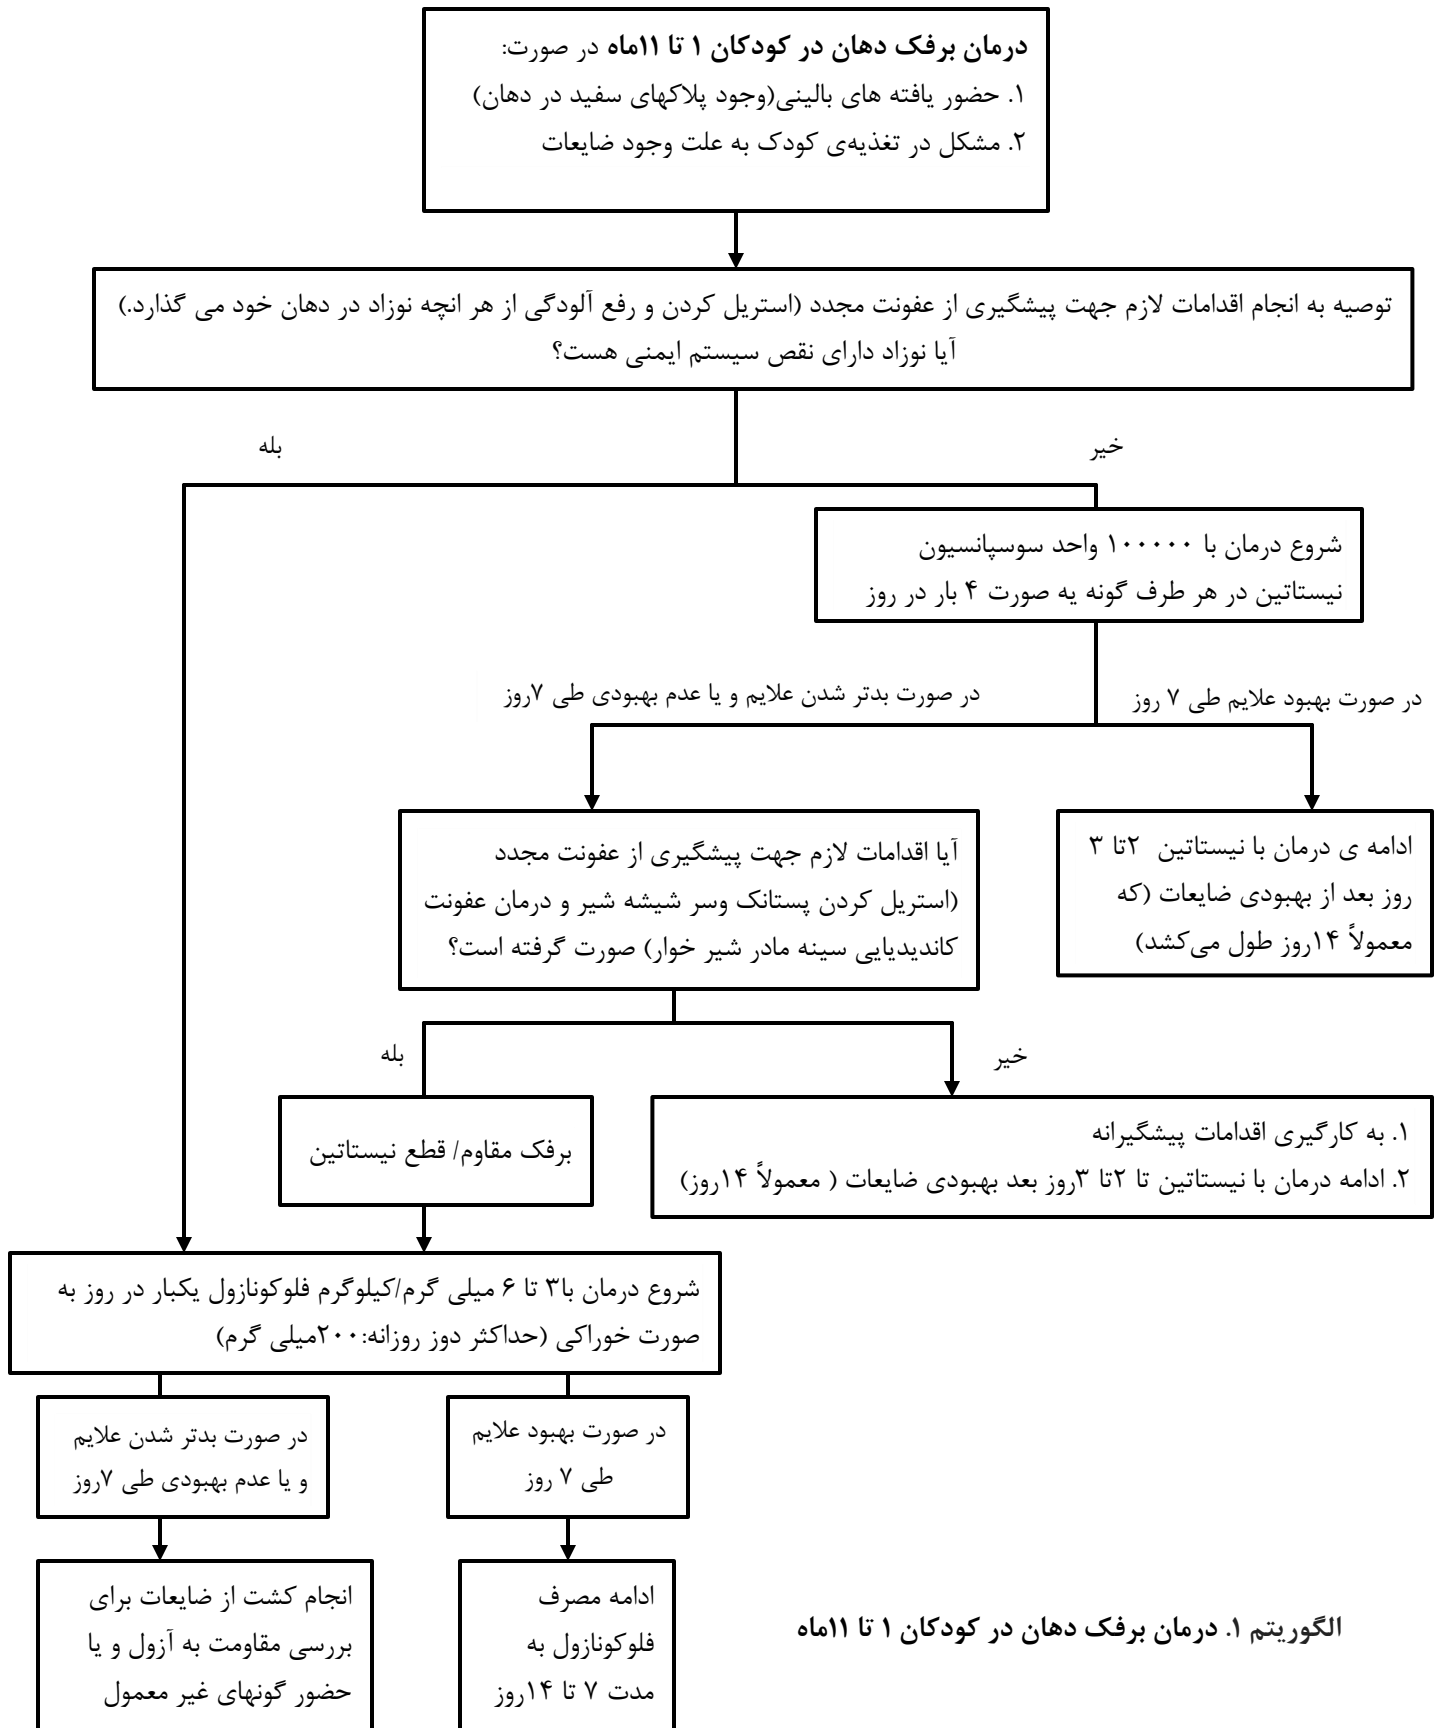 درمان برفک دهان در کودکان ۱ تا ۱۱ماه در صورت:
۱. حضور یافته های بالینی(وجود پلاکهای سفید در دهان)
۲. مشکل در تغذیه‌ی کودک به علت وجود ضایعات
توصیه به انجام اقدامات لازم جهت پیشگیری از عفونت مجدد (استریل کردن و رفع آلودگی از هر انچه نوزاد در دهان خود می گذارد.)
آیا نوزاد دارای نقص سیستم ایمنی هست؟
خیر
بله
شروع درمان با ۱۰۰۰۰۰ واحد سوسپانسیون
نیستاتین در هر طرف گونه یه صورت ۴ بار در روز
در صورت بهبود علایم طی ۷ روز
در صورت بدتر شدن علایم و یا عدم بهبودی طی ۷روز
ادامه ی درمان با نیستاتین ۲تا ۳
روز بعد از بهبودی ضایعات (که
معمولاً ۱۴روز طول می‌کشد)
آیا اقدامات لازم جهت پیشگیری از عفونت مجدد
(استریل کردن پستانک وسر شیشه شیر و درمان عفونت
کاندیدیایی سینه مادر شیر خوار) صورت گرفته است؟
خیر
بله
۱. به کارگیری اقدامات پیشگیرانه
۲. ادامه درمان با نیستاتین تا ۲تا ۳روز بعد بهبودی ضایعات ( معمولاً ۱۴روز)
برفک مقاوم/ قطع نیستاتین
شروع درمان با۳ تا ۶ میلی گرم/کیلوگرم فلوکونازول یکبار در روز به
صورت خوراکی (حداکثر دوز روزانه:۲۰۰میلی گرم)
در صورت بهبود علایم
طی ۷ روز
در صورت بدتر شدن علایم
و یا عدم بهبودی طی ۷روز
ادامه مصرف
فلوکونازول به
مدت ۷ تا ۱۴روز
انجام کشت از ضایعات برای
بررسی مقاومت به آزول و یا
حضور گونهای غیر معمول
الگوریتم ۱. درمان برفک دهان در کودکان ۱ تا ۱۱ماه